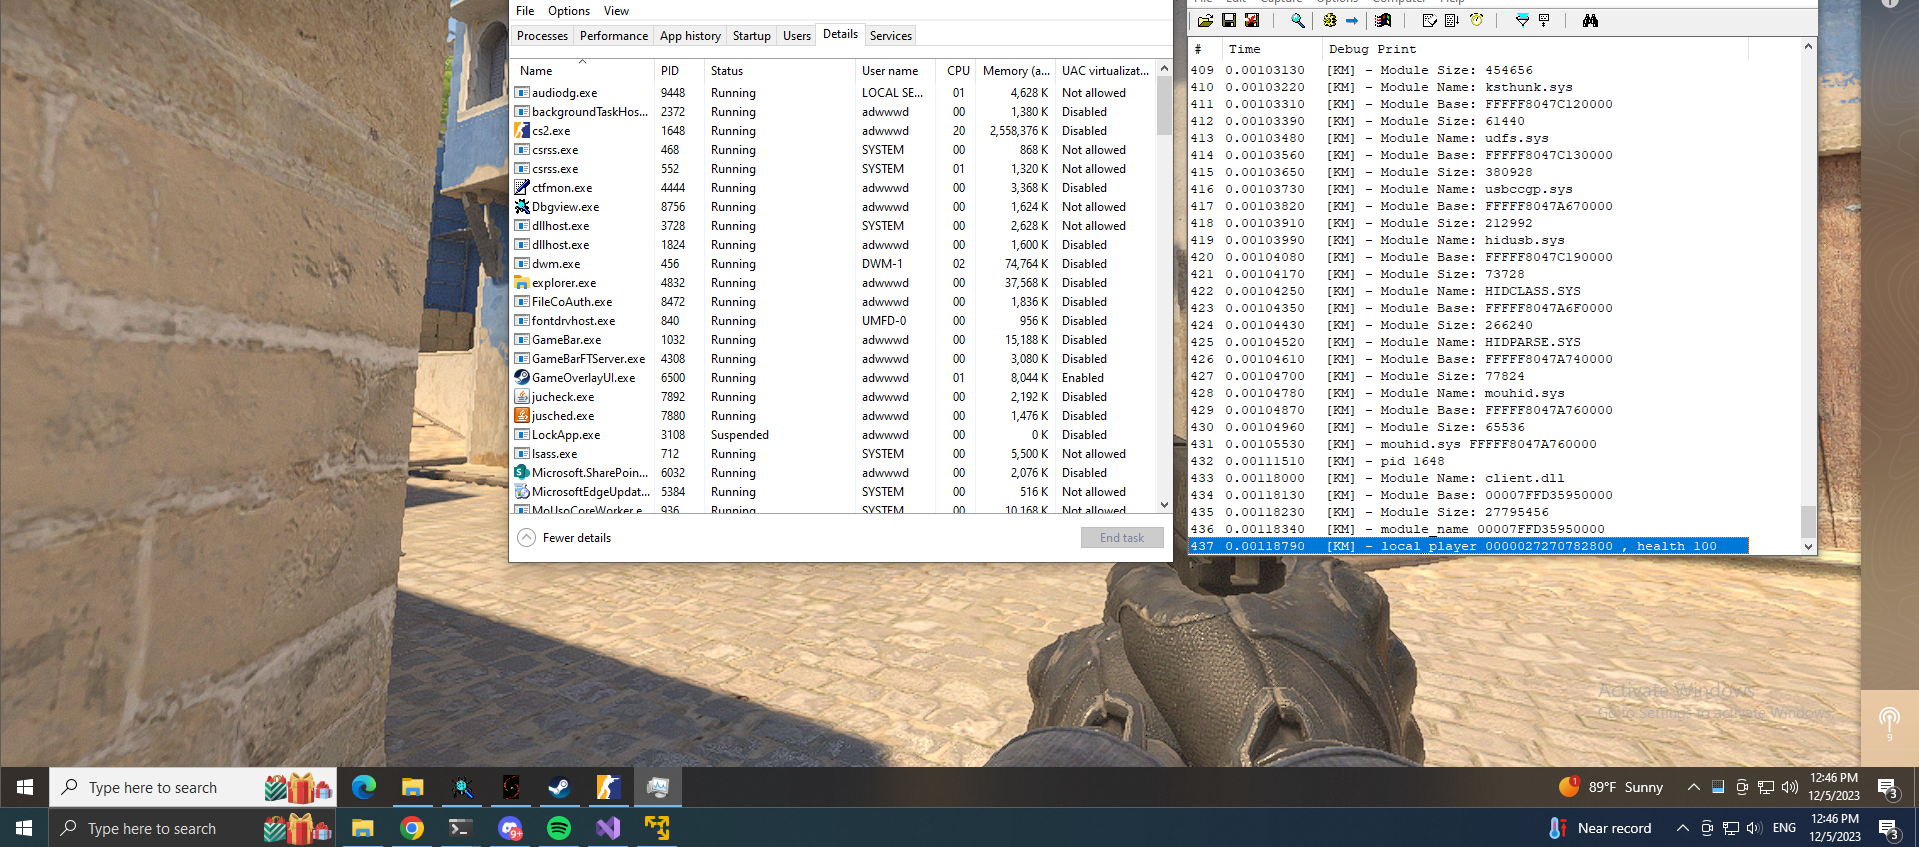 File Options View
Processes Performance App history Startup Users Details Services
Name PID Status User name CPU Memory (a... UAC virtualizat...
audiodg.exe 9448 Running LOCAL SE... 01 4,628 K Not allowed
backgroundTaskHos... 2372 Running adwwwd 00 1,380 K Disabled
cs2.exe 1648 Running adwwwd 20 2,558,376 K Disabled
csrss.exe 468 Running SYSTEM 00 868 K Not allowed
csrss.exe 552 Running SYSTEM 01 1,320 K Not allowed
ctfmon.exe 4444 Running adwwwd 00 3,368 K Disabled
Dbgview.exe 8756 Running adwwwd 00 1,624 K Not allowed
dllhost.exe 3728 Running SYSTEM 00 2,628 K Not allowed
dllhost.exe 1824 Running adwwwd 00 1,600 K Disabled
dwm.exe 456 Running DWM-1 02 74,764 K Disabled
explorer.exe 4832 Running adwwwd 00 37,568 K Disabled
FileCoAuth.exe 8472 Running adwwwd 00 1,836 K Disabled
fontdrvhost.exe 840 Running UMFD-0 00 956 K Disabled
GameBar.exe 1032 Running adwwwd 00 15,188 K Disabled
GameBarFTServer.exe 4308 Running adwwwd 00 3,080 K Disabled
GameOverlayUI.exe 6500 Running adwwwd 01 8,044 K Enabled
jucheck.exe 7892 Running adwwwd 00 2,192 K Disabled
jusched.exe 7880 Running adwwwd 00 1,476 K Disabled
LockApp.exe 3108 Suspended adwwwd 00 0 K Disabled
lsass.exe 712 Running SYSTEM 00 5,500 K Not allowed
Microsoft.SharePoin... 6032 Running adwwwd 00 2,076 K Disabled
MicrosoftEdgeUpdat... 5384 Running SYSTEM 00 516 K Not allowed
MoUsoCoreWorker.e 936 Running SYSTEM 00 10,168 K Not allowed
Fewer details End task
File Edit Capture Options Computer Help
# Time Debug Print
409 0.00103130 [KM] - Module Size: 454656
410 0.00103220 [KM] - Module Name: ksthunk.sys
411 0.00103310 [KM] - Module Base: FFFFF8047C120000
412 0.00103390 [KM] - Module Size: 61440
413 0.00103480 [KM] - Module Name: udfs.sys
414 0.00103560 [KM] - Module Base: FFFFF8047C130000
415 0.00103650 [KM] - Module Size: 380928
416 0.00103730 [KM] - Module Name: usbccgp.sys
417 0.00103820 [KM] - Module Base: FFFFF8047A670000
418 0.00103910 [KM] - Module Size: 212992
419 0.00103990 [KM] - Module Name: hidusb.sys
420 0.00104080 [KM] - Module Base: FFFFF8047C190000
421 0.00104170 [KM] - Module Size: 73728
422 0.00104250 [KM] - Module Name: HIDCLASS.SYS
423 0.00104350 [KM] - Module Base: FFFFF8047A6F0000
424 0.00104430 [KM] - Module Size: 266240
425 0.00104520 [KM] - Module Name: HIDPARSE.SYS
426 0.00104610 [KM] - Module Base: FFFFF8047A740000
427 0.00104700 [KM] - Module Size: 77824
428 0.00104780 [KM] - Module Name: mouhid.sys
429 0.00104870 [KM] - Module Base: FFFFF8047A760000
430 0.00104960 [KM] - Module Size: 65536
431 0.00105530 [KM] - mouhid.sys FFFFF8047A760000
432 0.00111510 [KM] - pid 1648
433 0.00118000 [KM] - Module Name: client.dll
434 0.00118130 [KM] - Module Base: 00007FFD35950000
435 0.00118230 [KM] - Module Size: 27795456
436 0.00118340 [KM] - module_name 00007FFD35950000
437 0.00118790 [KM] - local player 0000027270782800 , health 100
Activate Windows
Go to Settings to activate Windows.
9
Type here to search
1 89°F Sunny 12:46 PM
12/5/2023 3
Type here to search
9+
Near record ENG 12:46 PM
12/5/2023 3